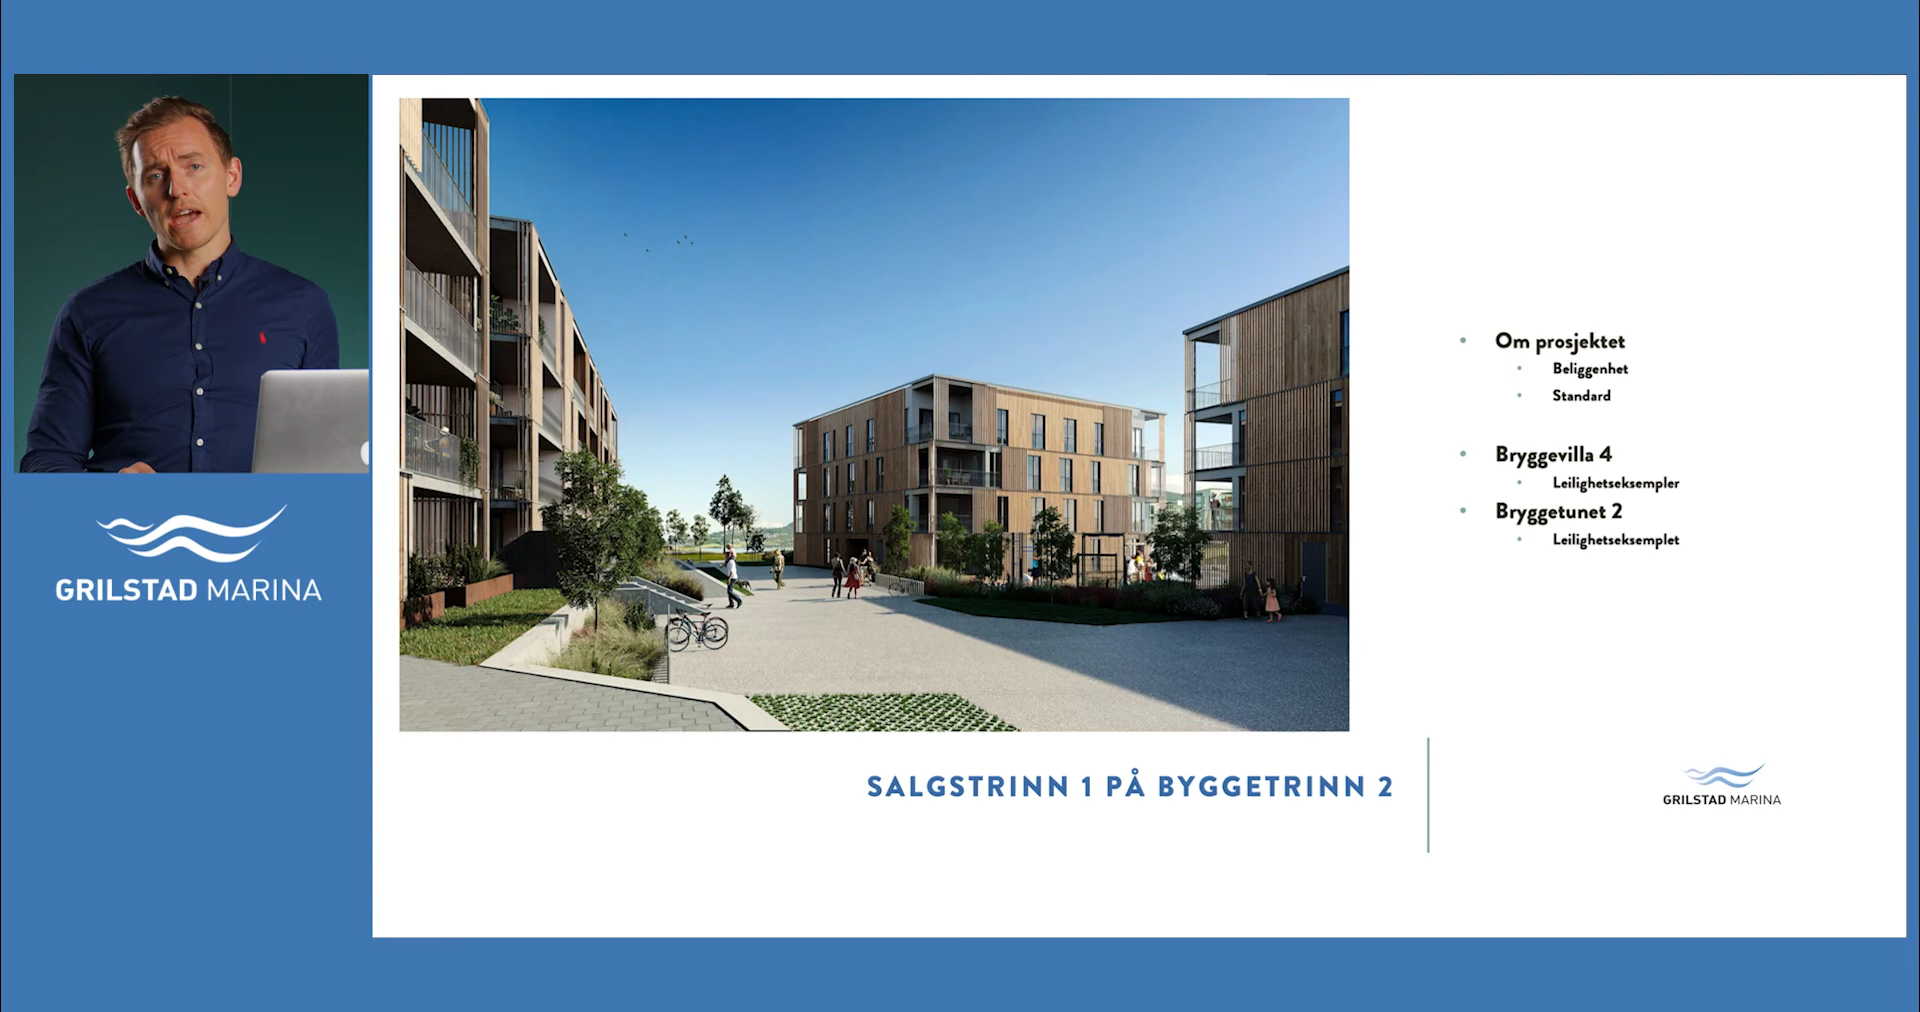 GRILSTAD MARINA
Om prosjektet
Beliggenhet
Standard
Bryggevilla 4
Leilighetseksempler
Bryggetunet 2
Leilighetseksemplet
SALGSTRINN 1 PÅ BYGGETRINN 2
GRILSTAD MARINA